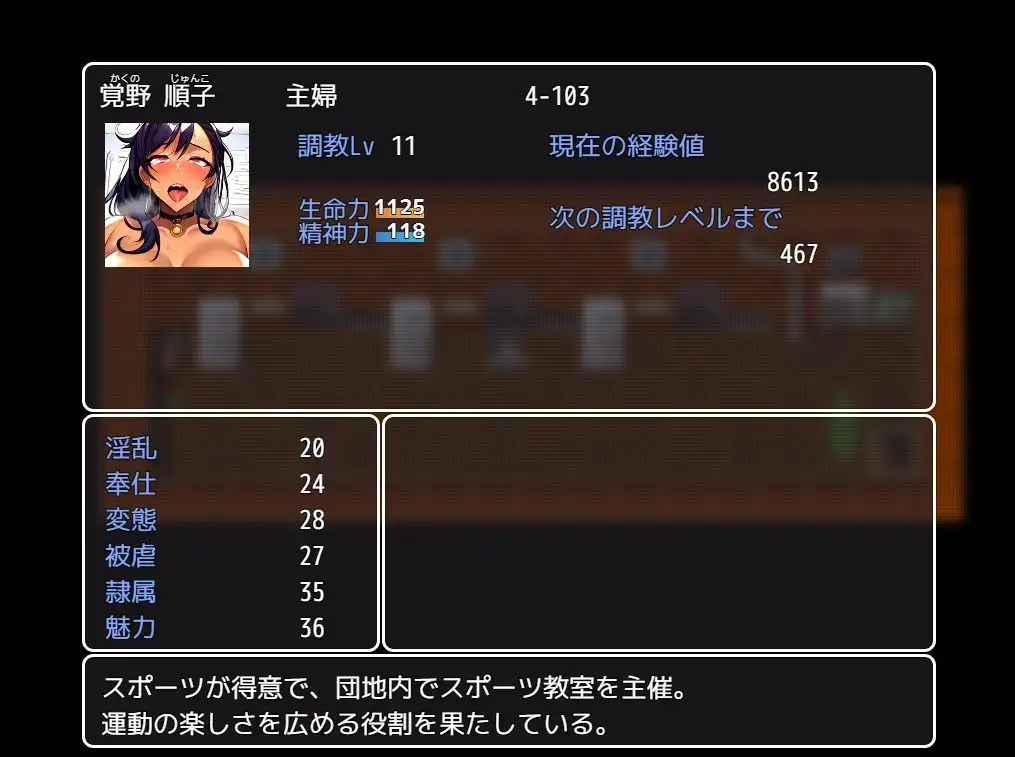 かくの じゅんこ
覚野 順子 主婦 4-103
調教Lv 11 現在の経験値
8613
生命力 1125 次の調教レベルまで
精神力 118
467
淫乱 20
奉仕 24
変態 28
被虐 27
隷属 35
魅力 36
スポーツが得意で、団地内でスポーツ教室を主催。
運動の楽しさを広める役割を果たしている。